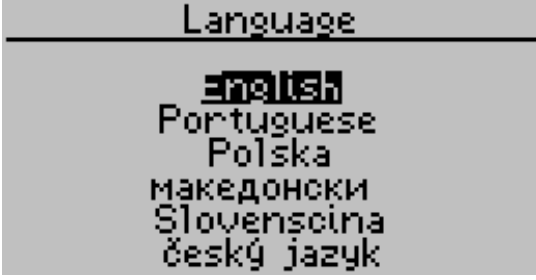 Language
English
Portuguese
Polska
македонски
Slovenscina
český jazyk